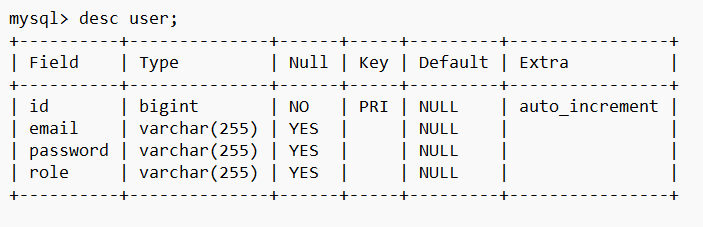 mysql> desc user;
+----------+--------------+------+-----+---------+----------------+
| Field    | Type         | Null | Key | Default | Extra          |
+----------+--------------+------+-----+---------+----------------+
| id       | bigint       | NO   | PRI | NULL    | auto_increment |
| email    | varchar(255) | YES  |     | NULL    |                |
| password | varchar(255) | YES  |     | NULL    |                |
| role     | varchar(255) | YES  |     | NULL    |                |
+----------+--------------+------+-----+---------+----------------+